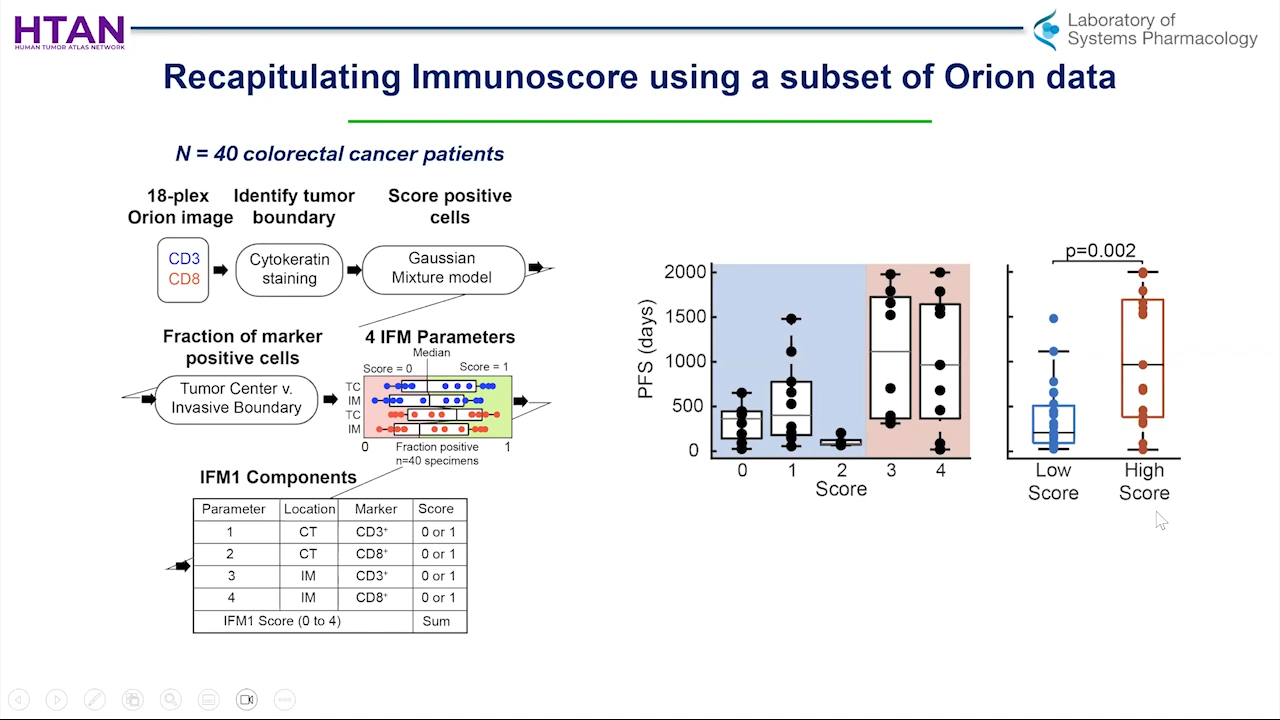 HTAN
HUMAN TUMOR ATLAS NETWORK
Laboratory of
Systems Pharmacology
Recapitulating Immunoscore using a subset of Orion data
N = 40 colorectal cancer patients
18-plex
Orion image
Identify tumor
boundary
Score positive
cells
CD3
CD8
Cytokeratin
staining
Gaussian
Mixture model
Fraction of marker
positive cells
Tumor Center v.
Invasive Boundary
4 IFM Parameters
Median
Score = 0
Score = 1
TC
IM
TC
IM
0
1
Fraction positive
n=40 specimens
IFM1 Components
Parameter Location Marker Score
1 CT CD3⁺ 0 or 1
2 CT CD8⁺ 0 or 1
3 IM CD3⁺ 0 or 1
4 IM CD8⁺ 0 or 1
IFM1 Score (0 to 4) Sum
PFS (days)
2000
1500
1000
500
0
0 1 2 3 4
Score
p=0.002
Low
Score
High
Score